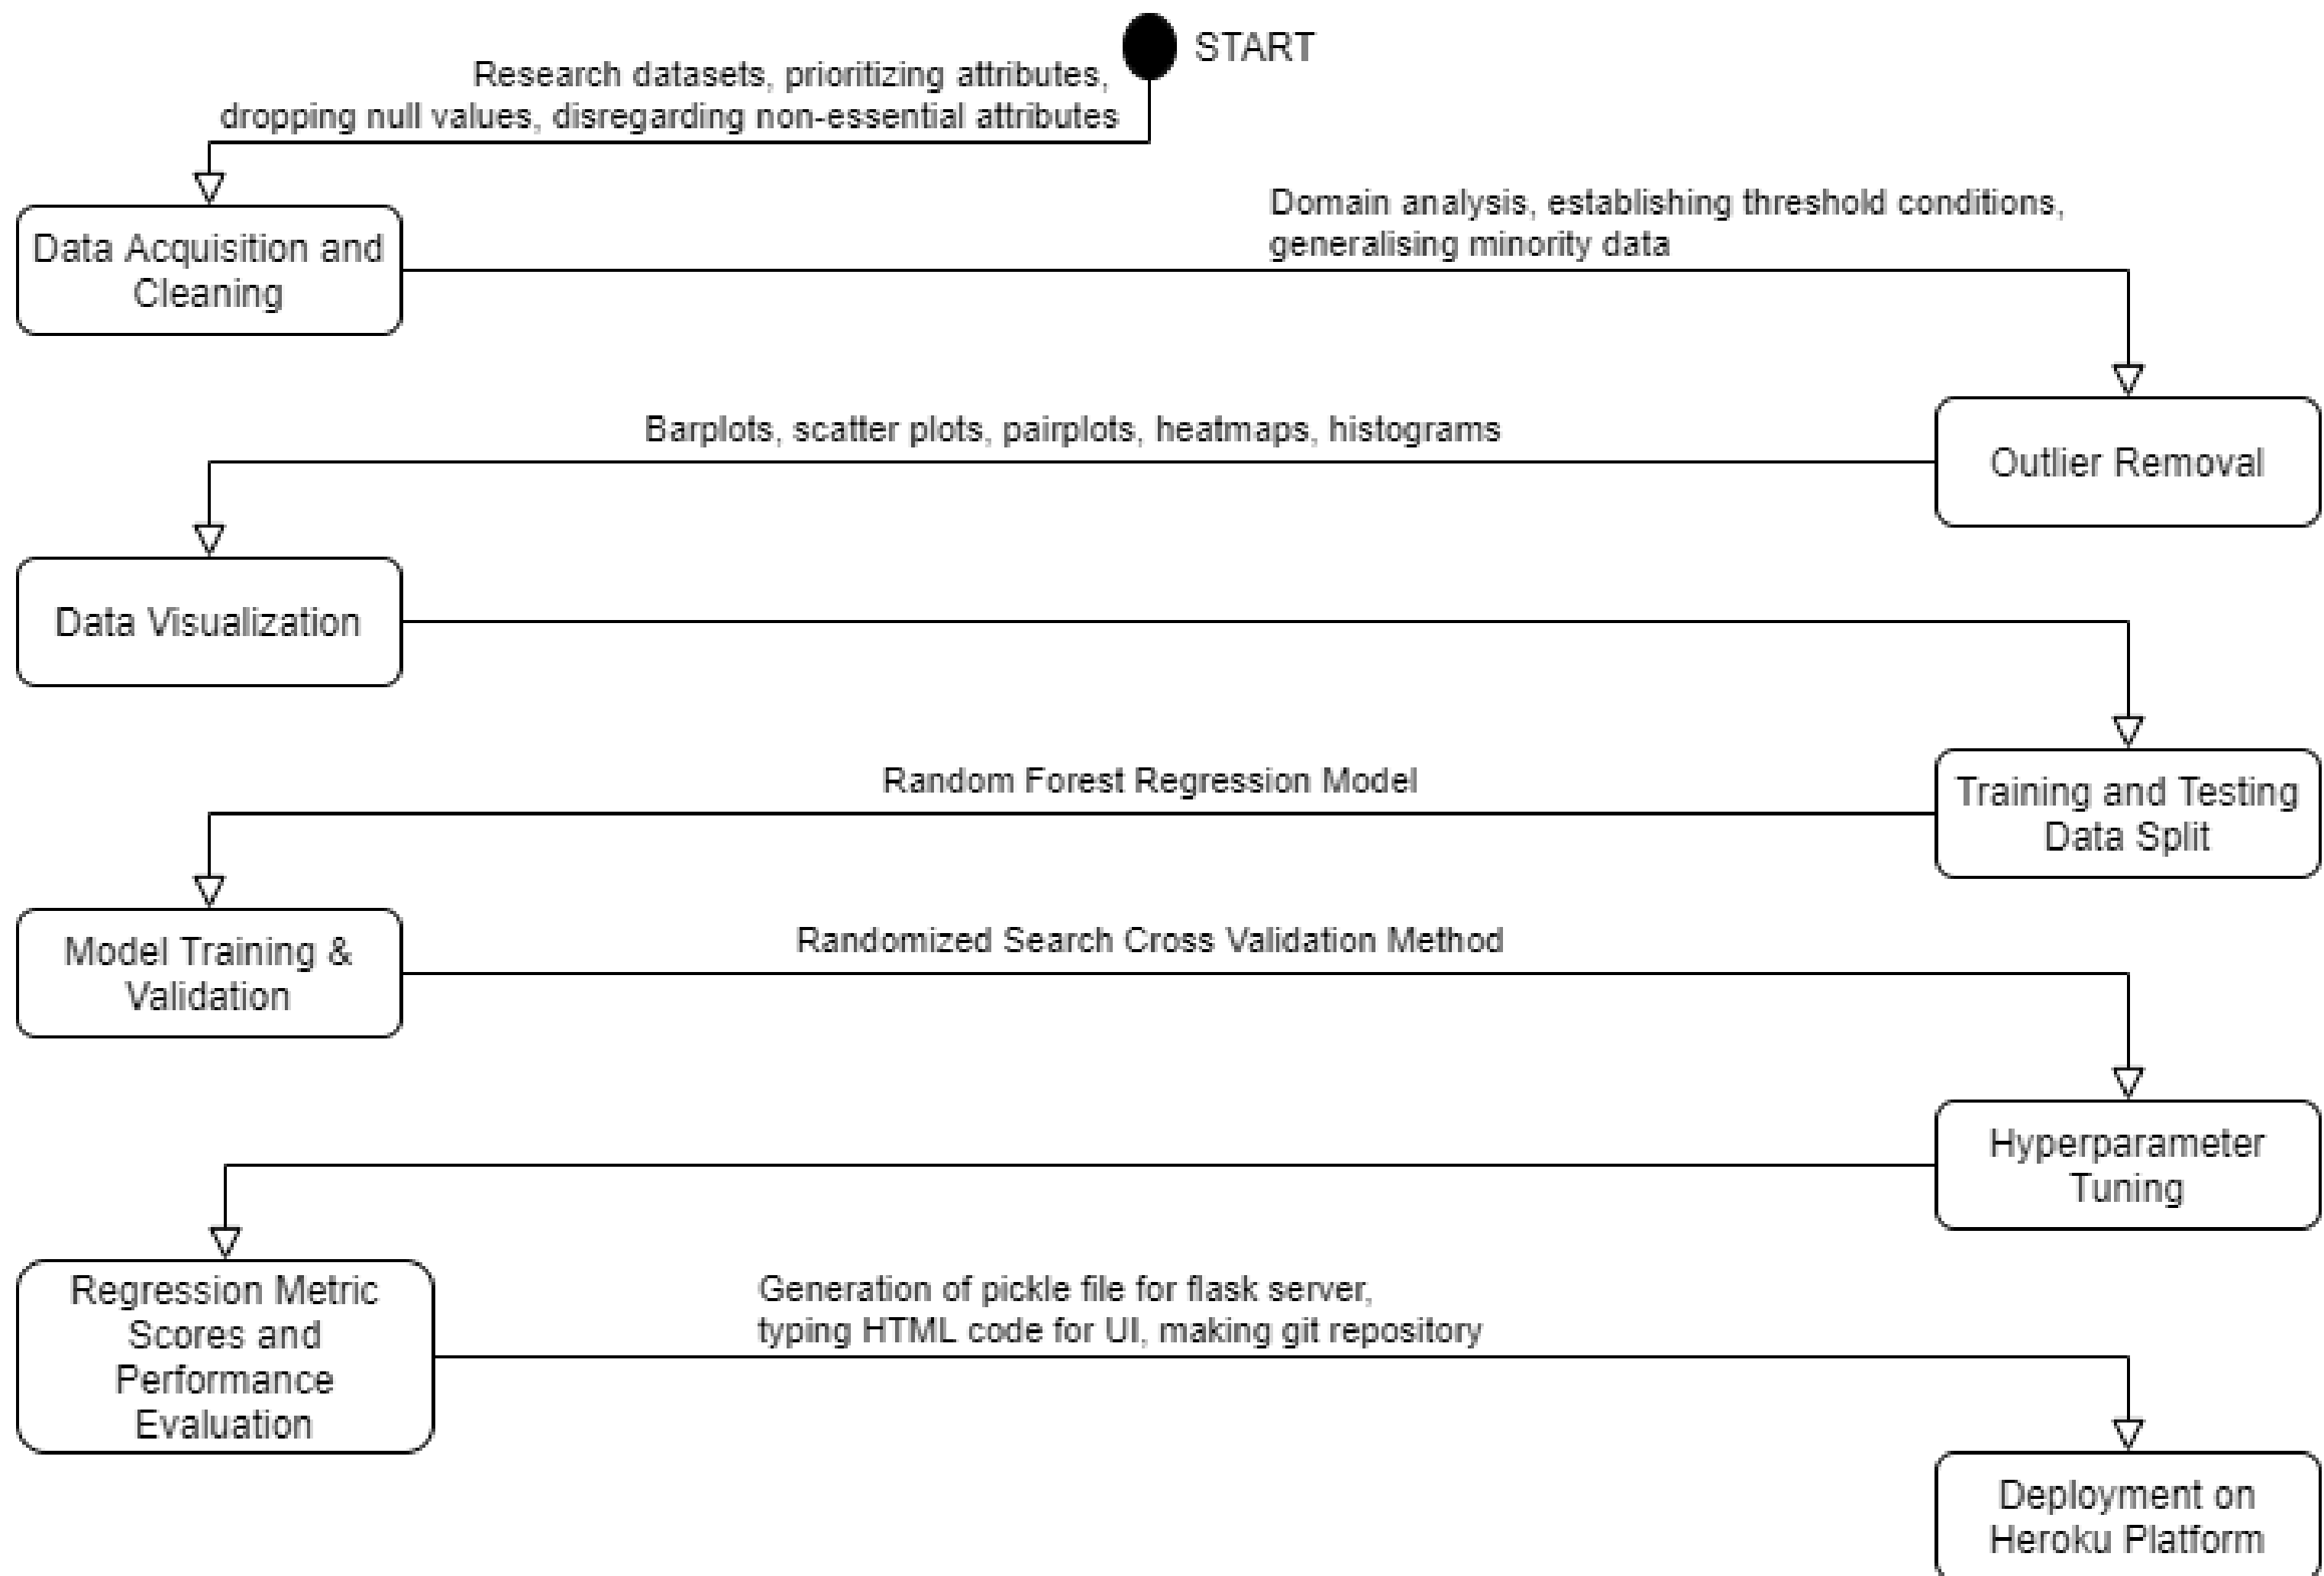 START
Research datasets, prioritizing attributes,
dropping null values, disregarding non-essential attributes
Data Acquisition and
Cleaning
Domain analysis, establishing threshold conditions,
generalising minority data
Outlier Removal
Barplots, scatter plots, pairplots, heatmaps, histograms
Data Visualization
Training and Testing
Data Split
Random Forest Regression Model
Model Training &
Validation
Randomized Search Cross Validation Method
Hyperparameter
Tuning
Regression Metric
Scores and
Performance
Evaluation
Generation of pickle file for flask server,
typing HTML code for UI, making git repository
Deployment on
Heroku Platform